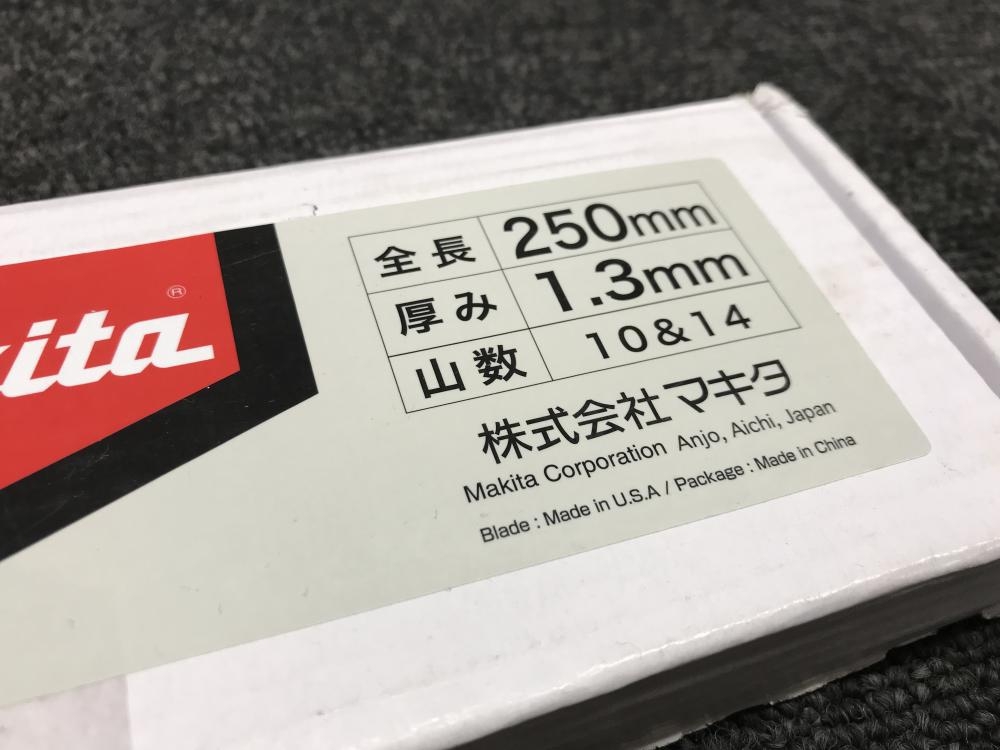 kita®
全長 250mm
厚み 1.3mm
山数 10&14
株式会社マキタ
Makita Corporation Anjo, Aichi, Japan
Blade : Made in U.S.A / Package : Made in China